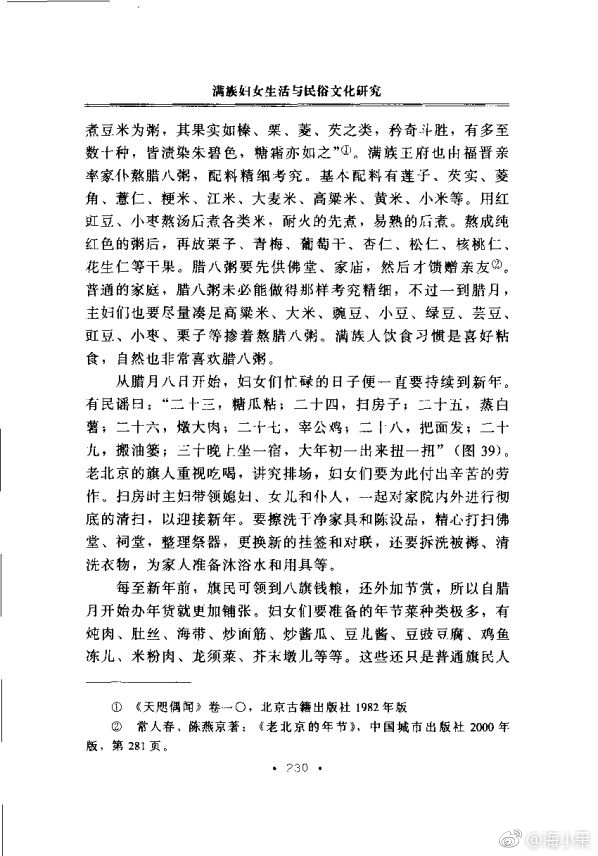 满族妇女生活与民俗文化研究
煮豆米为粥，其果实如榛、栗、菱、芡之类，矜奇斗胜，有多至
数十种，皆渍染朱碧色，糖霜亦如之”①。满族王府也由福晋亲
率家仆熬腊八粥，配料精细考究。基本配料有莲子、芡实、菱
角、薏仁、梗米、江米、大麦米、高粱米、黄米、小米等。用红
豇豆、小枣熬汤后煮各类米，耐火的先煮，易熟的后煮。熬成纯
红色的粥后，再放栗子、青梅、葡萄干、杏仁、松仁、核桃仁、
花生仁等干果。腊八粥要先供佛堂、家庙，然后才馈赠亲友②。
普通的家庭，腊八粥未必能做得那样考究精细，不过一到腊月，
主妇们也要尽量凑足高粱米、大米、豌豆、小豆、绿豆、芸豆、
豇豆、小枣、栗子等掺着熬腊八粥。满族人饮食习惯是喜好粘
食，自然也非常喜欢腊八粥。
从腊月八日开始，妇女们忙碌的日子便一直要持续到新年。
有民谣曰：“二十三，糖瓜粘；二十四，扫房子；二十五，蒸白
薯；二十六，燉大肉；二十七，宰公鸡；二十八，把面发；二十
九，搬油篓；三十晚上坐一宿，大年初一出来扭一扭”（图 39）。
老北京的旗人重视吃喝，讲究排场，妇女们要为此付出辛苦的劳
作。扫房时主妇带领媳妇、女儿和仆人，一起对家院内外进行彻
底的清扫，以迎接新年。要擦洗干净家具和陈设品，精心打扫佛
堂、祠堂，整理祭器，更换新的挂签和对联，还要拆洗被褥、清
洗衣物，为家人准备沐浴水和用具等。
每至新年前，旗民可领到八旗钱粮，还外加节赏，所以自腊
月开始办年货就更加铺张。妇女们要准备的年节菜种类极多，有
炖肉、肚丝、海带、炒面筋、炒酱瓜、豆儿酱、豆豉豆腐、鸡鱼
冻儿、米粉肉、龙须菜、芥末墩儿等等。这些还只是普通旗民人
① 《天咫偶闻》卷一〇，北京古籍出版社 1982 年版
② 常人春、陈燕京著：《老北京的年节》，中国城市出版社 2000 年
版，第 281 页。
· 230 ·
@海小杲